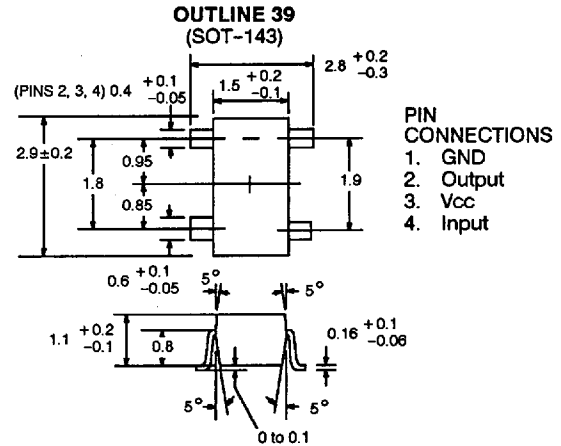 OUTLINE 39
(SOT-143)
2.8 +0.2 -0.3
1.5 +0.2 -0.1
(PINS 2, 3, 4) 0.4 +0.1 -0.05
2.9±0.2
1.8
0.95
0.85
1.9
0.6 +0.1 -0.05
PIN
CONNECTIONS
1. GND
2. Output
3. Vcc
4. Input
5° 5°
1.1 +0.2 -0.1
0.8
0.16 +0.1 -0.06
5° 5°
0 to 0.1